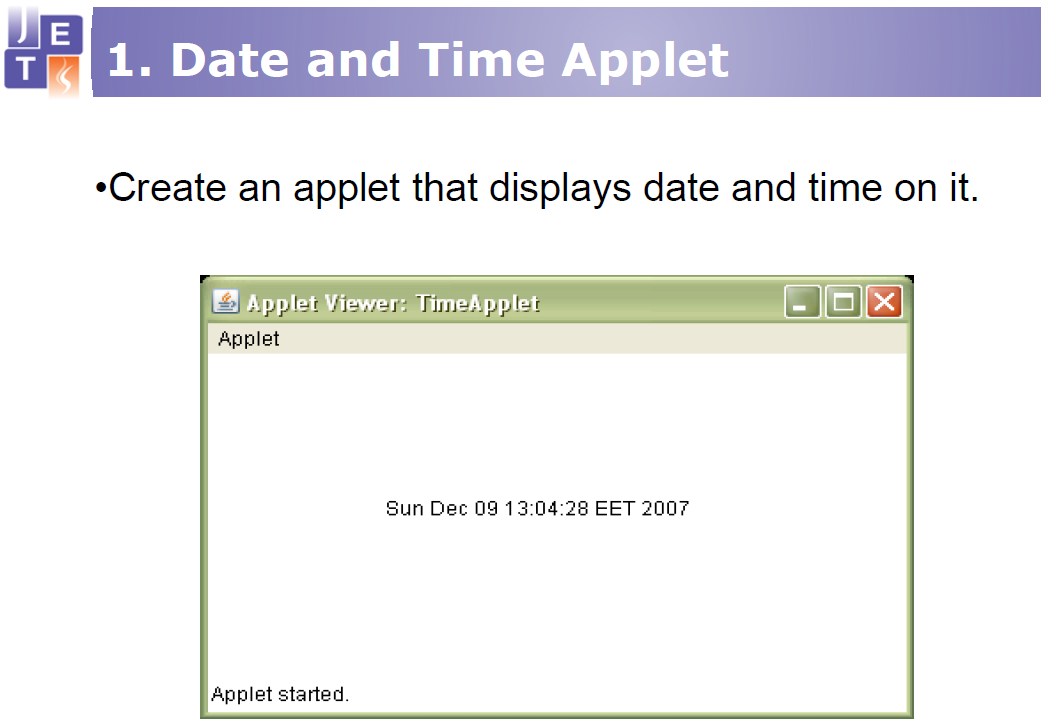 J E
T
1. Date and Time Applet
•Create an applet that displays date and time on it.
Applet Viewer: TimeApplet
Applet
Sun Dec 09 13:04:28 EET 2007
Applet started.